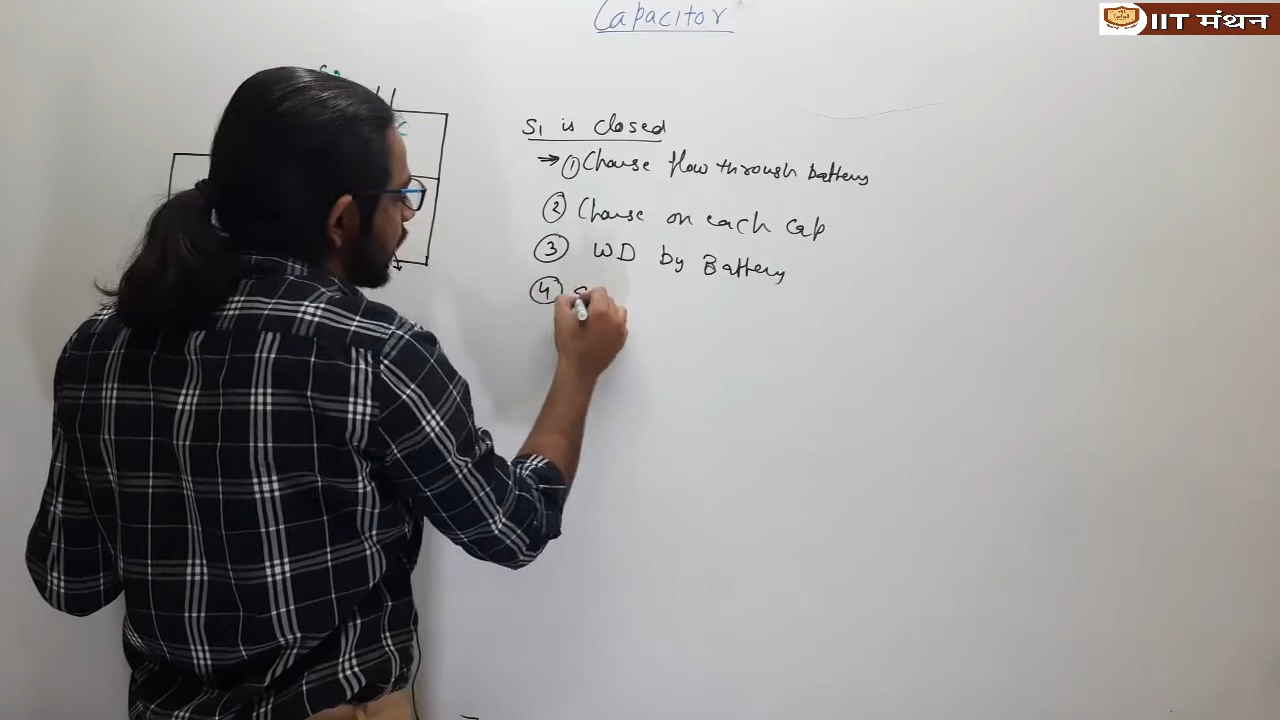 Capacitor
IIT मंथन
C
S1 is closed
→ ① Charge flow through battery
② Charge on each cap
③ WD by Battery
④ S